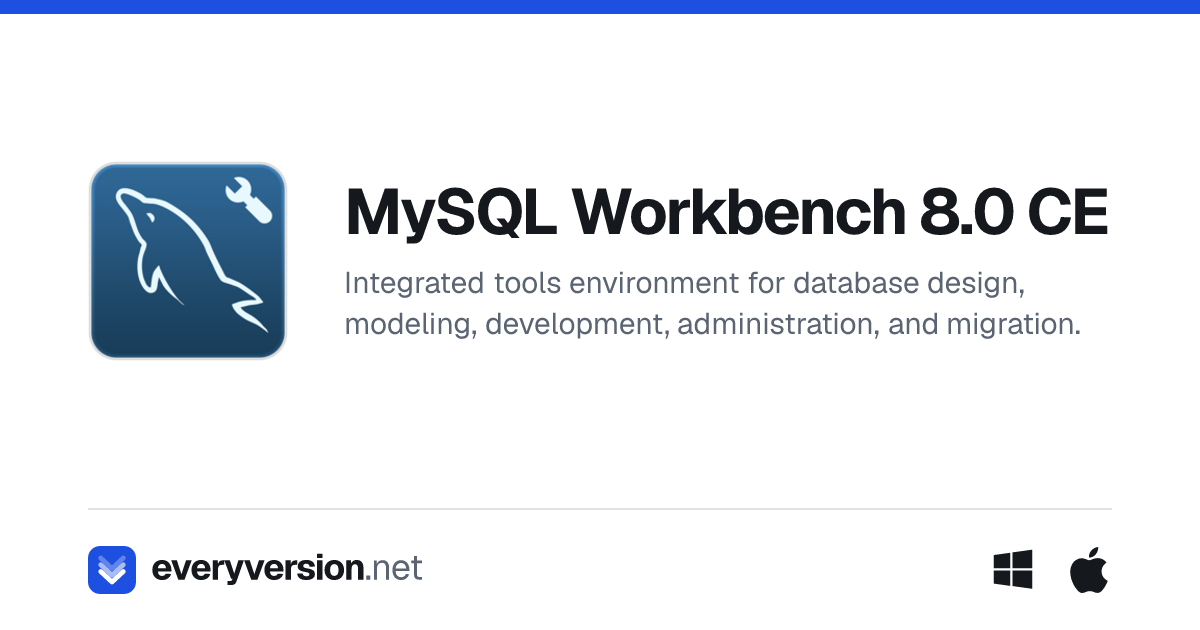 MySQL Workbench 8.0 CE
Integrated tools environment for database design,
modeling, development, administration, and migration.
everyversion.net